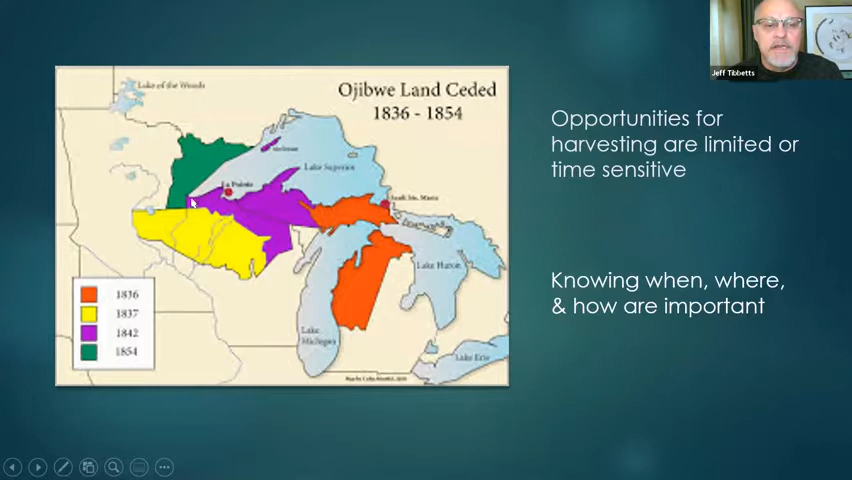 Jeff Tibbetts
Ojibwe Land Ceded
1836 - 1854
Lake of the Woods
Lake Superior
La Pointe
Sault Ste. Marie
Lake Huron
Lake
Michigan
Lake Erie
1836
1837
1842
1854
Opportunities for
harvesting are limited or
time sensitive
Knowing when, where,
& how are important